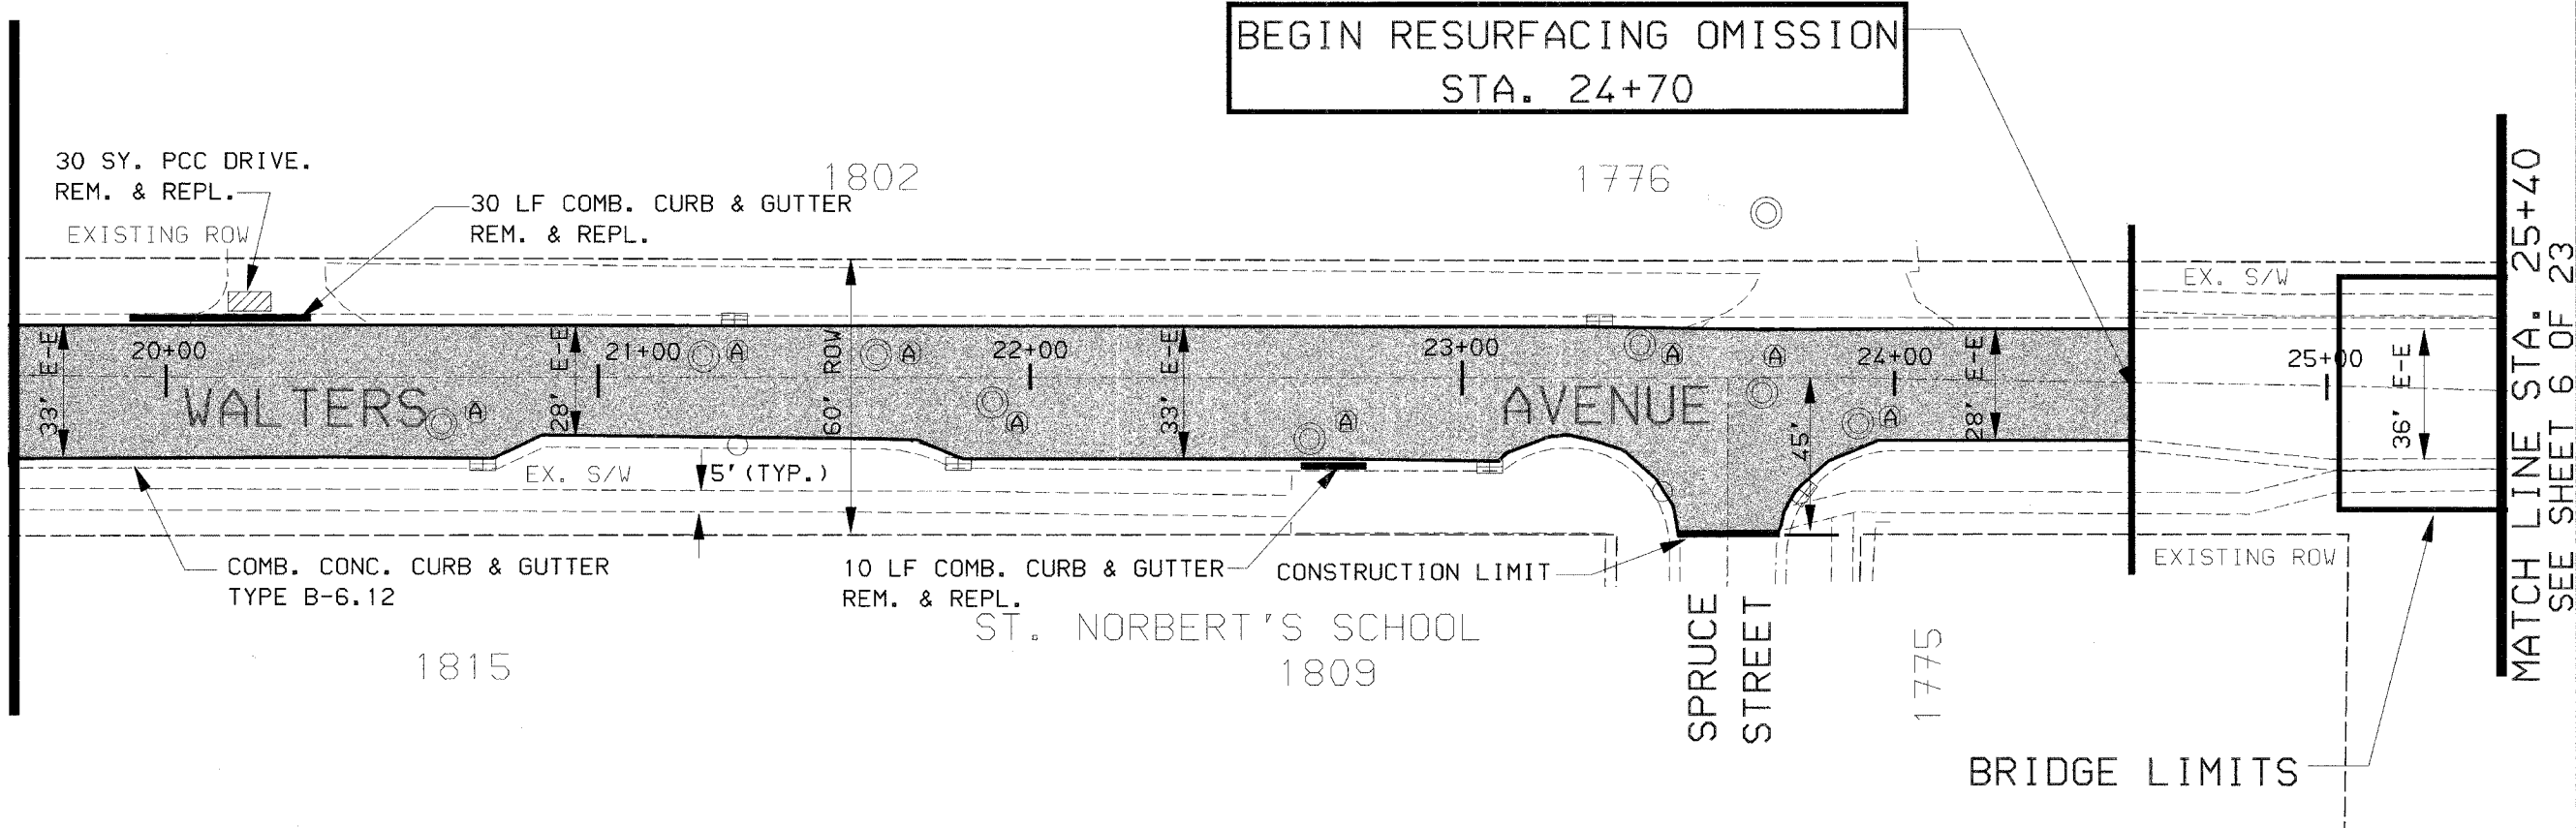 BEGIN RESURFACING OMISSION
STA. 24+70
30 SY. PCC DRIVE.
REM. & REPL.
1802
1776
30 LF COMB. CURB & GUTTER
REM. & REPL.
EXISTING ROW
EX. S/W
MATCH LINE STA. 25+40
SEE SHEET 6 OF 23
33' E-E
20+00
28' E-E
21+00
A
A
60' ROW
22+00
33' E-E
23+00
A
A
24+00
28' E-E
25+00
36' E-E
WALTERS
A
A
A
AVENUE
45'
A
EX. S/W
5' (TYP.)
COMB. CONC. CURB & GUTTER
TYPE B-6.12
10 LF COMB. CURB & GUTTER
REM. & REPL.
CONSTRUCTION LIMIT
EXISTING ROW
ST. NORBERT'S SCHOOL
1809
1815
SPRUCE
STREET
1775
BRIDGE LIMITS